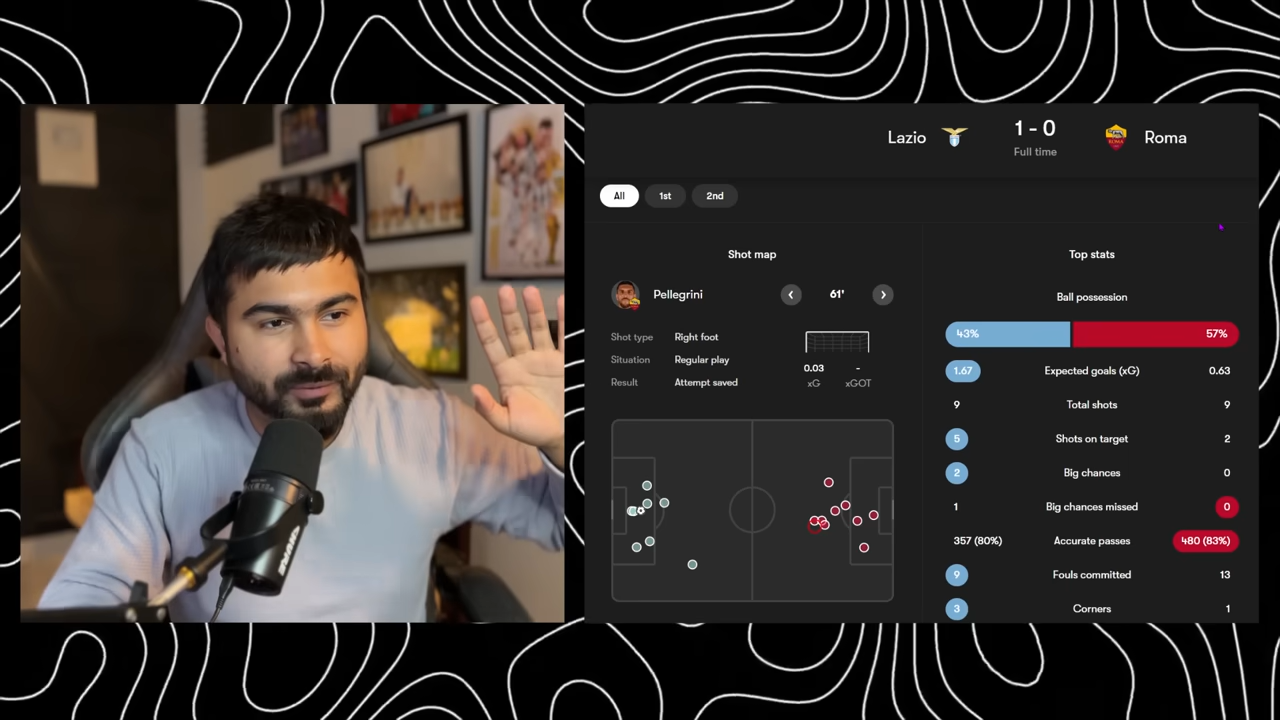 Lazio 1 - 0 Roma
Full time
All 1st 2nd
Shot map
Pellegrini 61'
Shot type Right foot
Situation Regular play
Result Attempt saved
0.03 -
xG xGOT
Top stats
Ball possession
43% 57%
1.67 Expected goals (xG) 0.63
9 Total shots 9
5 Shots on target 2
2 Big chances 0
1 Big chances missed 0
357 (80%) Accurate passes 480 (83%)
9 Fouls committed 13
3 Corners 1
SHURE